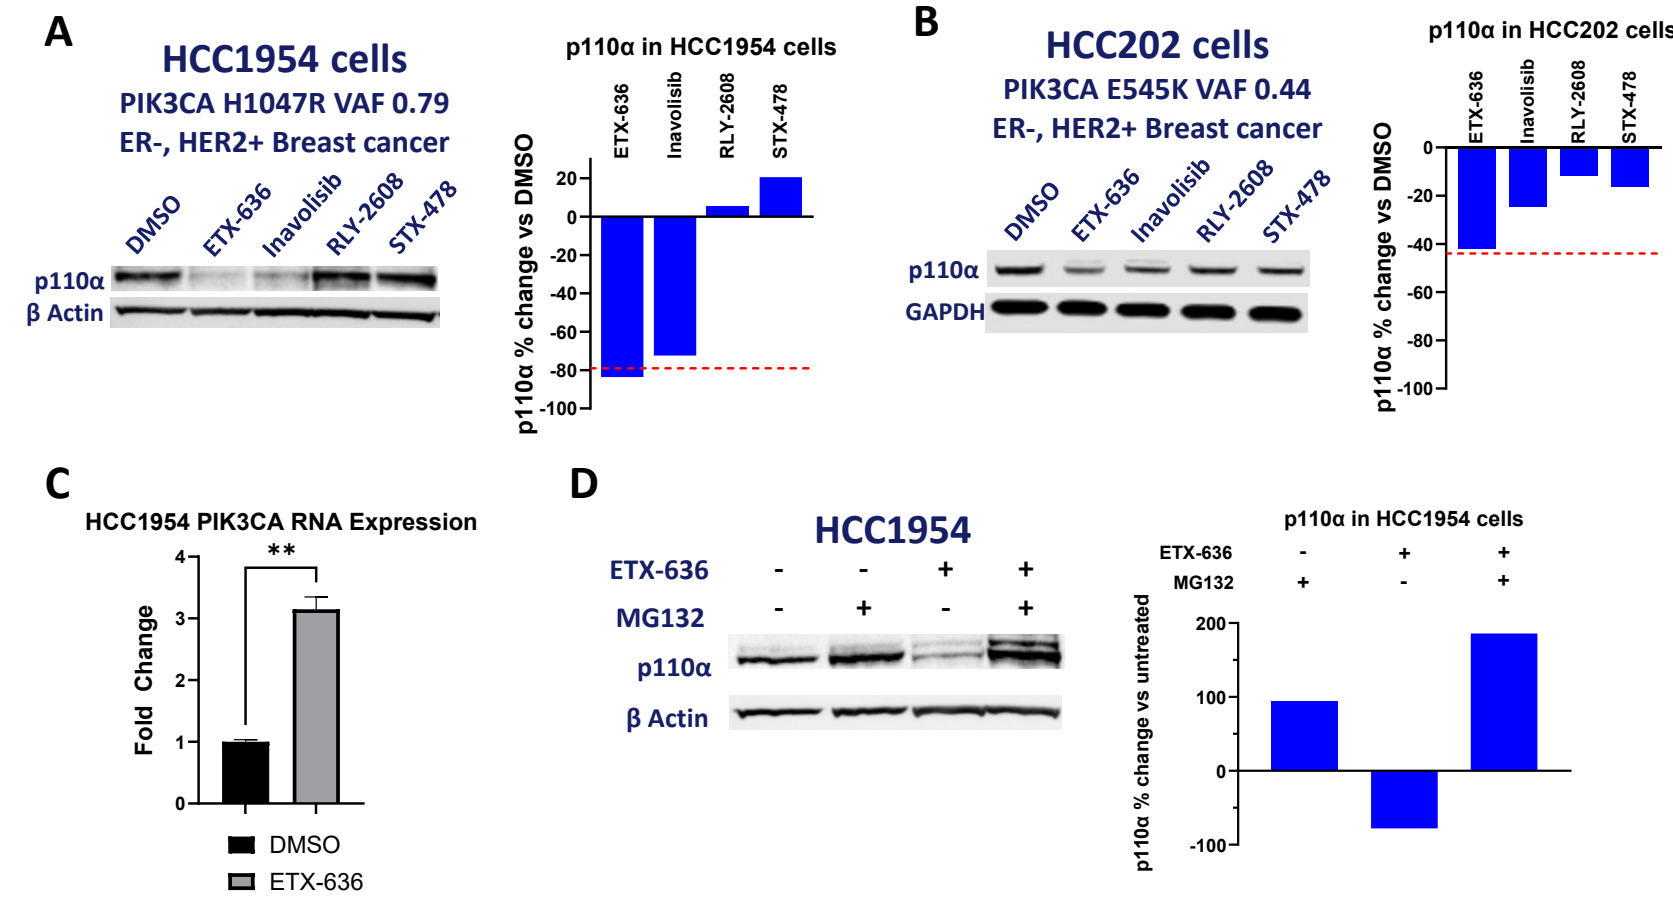 A
HCC1954 cells
PIK3CA H1047R VAF 0.79
ER-, HER2+ Breast cancer
DMSO
ETX-636
Inavolisib
RLY-2608
STX-478
p110α
β Actin
p110α in HCC1954 cells
ETX-636
Inavolisib
RLY-2608
STX-478
p110α % change vs DMSO
20
0
-20
-40
-60
-80
-100
B
HCC202 cells
PIK3CA E545K VAF 0.44
ER-, HER2+ Breast cancer
DMSO
ETX-636
Inavolisib
RLY-2608
STX-478
p110α
GAPDH
p110α in HCC202 cells
ETX-636
Inavolisib
RLY-2608
STX-478
p110α % change vs DMSO
0
-20
-40
-60
-80
-100
C
HCC1954 PIK3CA RNA Expression
**
Fold Change
4
3
2
1
0
DMSO
ETX-636
D
HCC1954
ETX-636 - - + +
MG132 - + - +
p110α
β Actin
p110α in HCC1954 cells
ETX-636 - + +
MG132 + - +
p110α % change vs untreated
200
100
0
-100